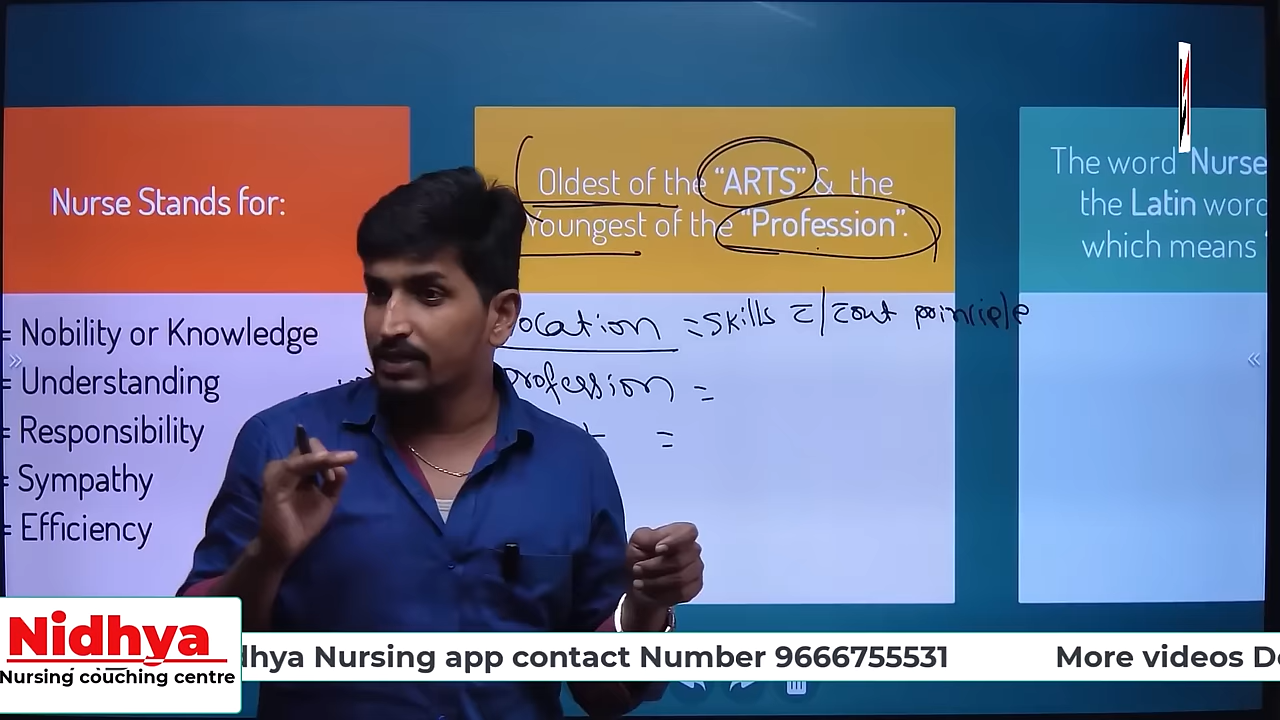 Nurse Stands for:
= Nobility or Knowledge
= Understanding
= Responsibility
= Sympathy
= Efficiency
Oldest of the “ARTS” & the
Youngest of the “Profession”.
ocation = skills c/cout principle
profession =
=
The word Nurse
the Latin word
which means
Nidhya
Nursing couching centre
dhya Nursing app contact Number 9666755531
More videos Do